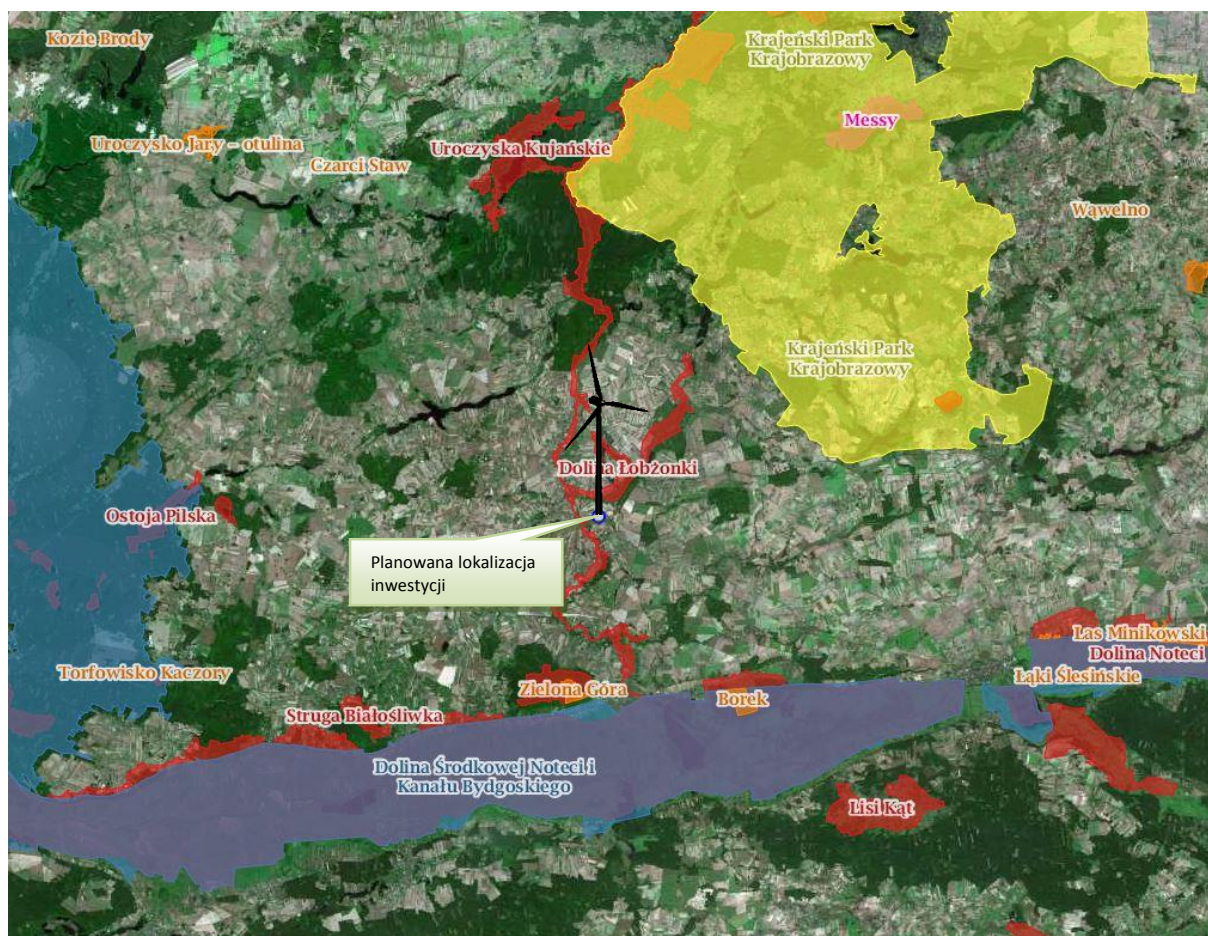 Kozie Brody
Krajeński Park
Krajobrazowy
Messy
Uroczysko Jary – otulina
Uroczyska Kujańskie
Czarci Staw
Wąwelno
Krajeński Park
Krajobrazowy
Dolina Łobżonki
Ostoja Pilska
Planowana lokalizacja
inwestycji
Las Minikowski
Dolina Noteci
Torfowisko Kaczory
Łąki Ślesińskie
Zielona Góra
Borek
Struga Białośliwka
Dolina Środkowej Noteci i
Kanału Bydgoskiego
Lisi Kąt